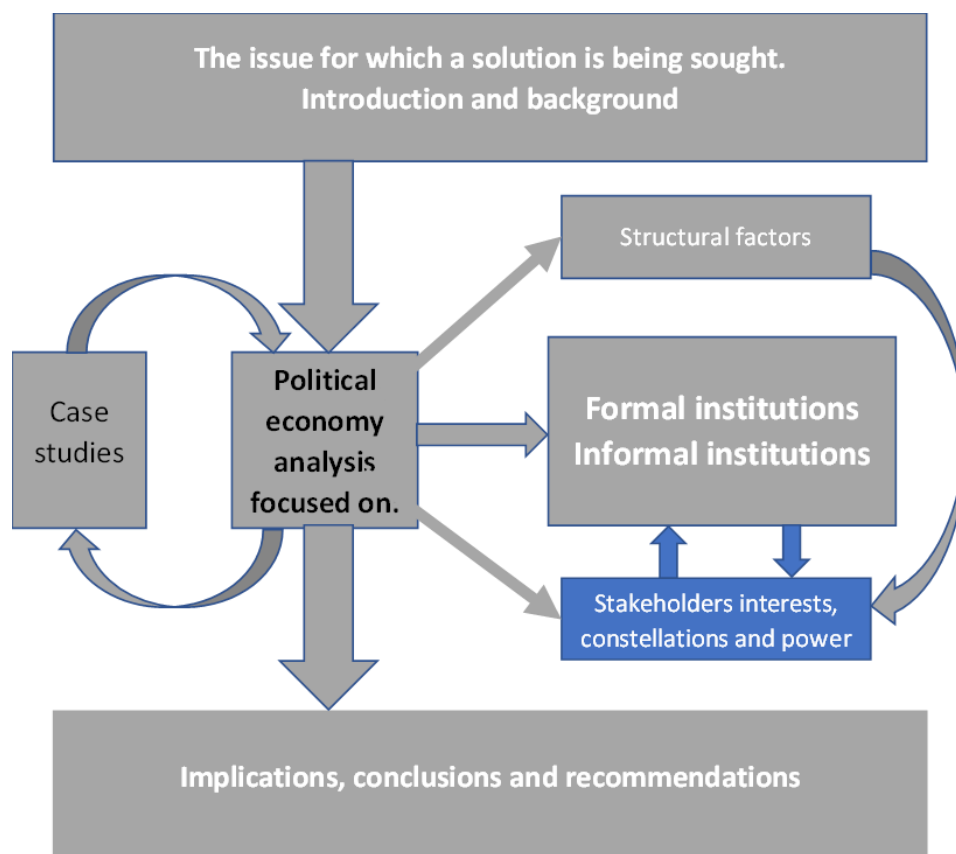 The issue for which a solution is being sought.
Introduction and background
Structural factors
Case
studies
Political
economy
analysis
focused on.
Formal institutions
Informal institutions
Stakeholders interests,
constellations and power
Implications, conclusions and recommendations